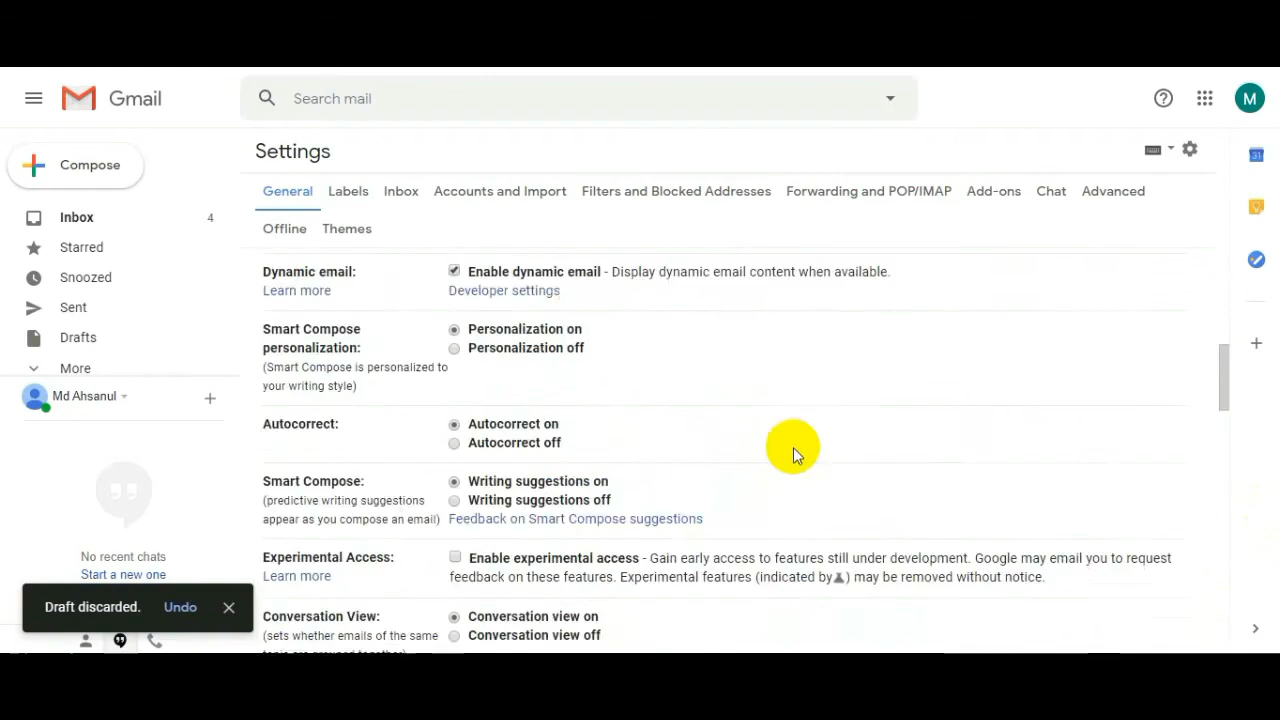 Gmail
Search mail
M
Compose
Settings
General Labels Inbox Accounts and Import Filters and Blocked Addresses Forwarding and POP/IMAP Add-ons Chat Advanced
Offline Themes
Inbox 4
Starred
Snoozed
Sent
Drafts
More
Md Ahsanul
No recent chats
Start a new one
Draft discarded. Undo
Dynamic email:
Learn more
Enable dynamic email - Display dynamic email content when available.
Developer settings
Smart Compose
personalization:
(Smart Compose is personalized to
your writing style)
Personalization on
Personalization off
Autocorrect:
Autocorrect on
Autocorrect off
Smart Compose:
(predictive writing suggestions
appear as you compose an email)
Writing suggestions on
Writing suggestions off
Feedback on Smart Compose suggestions
Experimental Access:
Learn more
Enable experimental access - Gain early access to features still under development. Google may email you to request
feedback on these features. Experimental features (indicated by ) may be removed without notice.
Conversation View:
(sets whether emails of the same
topic are grouped together)
Conversation view on
Conversation view off
31